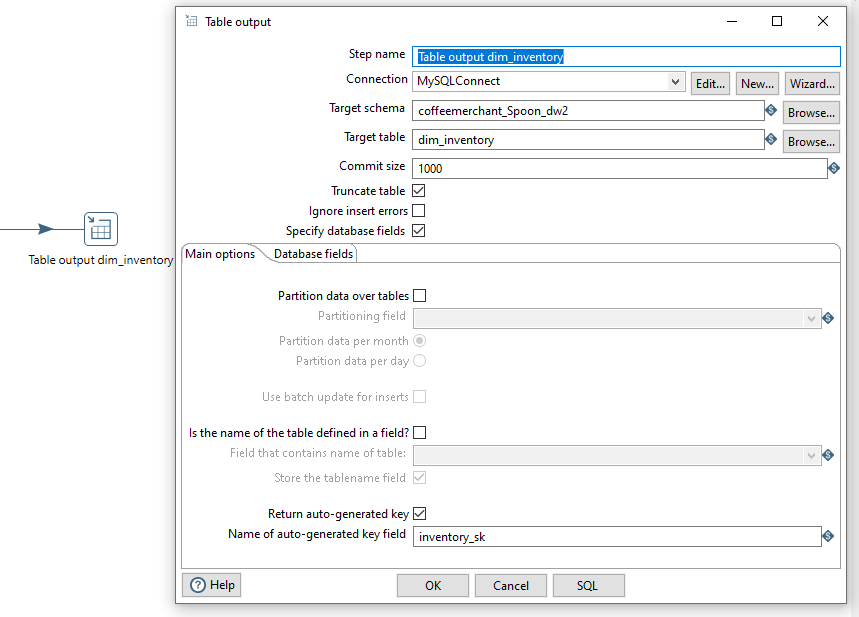 Table output
Step name Table output dim_inventory
Connection MySQLConnect Edit... New... Wizard...
Target schema coffeemerchant_Spoon_dw2 Browse...
Target table dim_inventory Browse...
Commit size 1000
Truncate table
Ignore insert errors
Specify database fields
Table output dim_inventory
Main options Database fields
Partition data over tables
Partitioning field
Partition data per month
Partition data per day
Use batch update for inserts
Is the name of the table defined in a field?
Field that contains name of table:
Store the tablename field
Return auto-generated key
Name of auto-generated key field inventory_sk
Help OK Cancel SQL